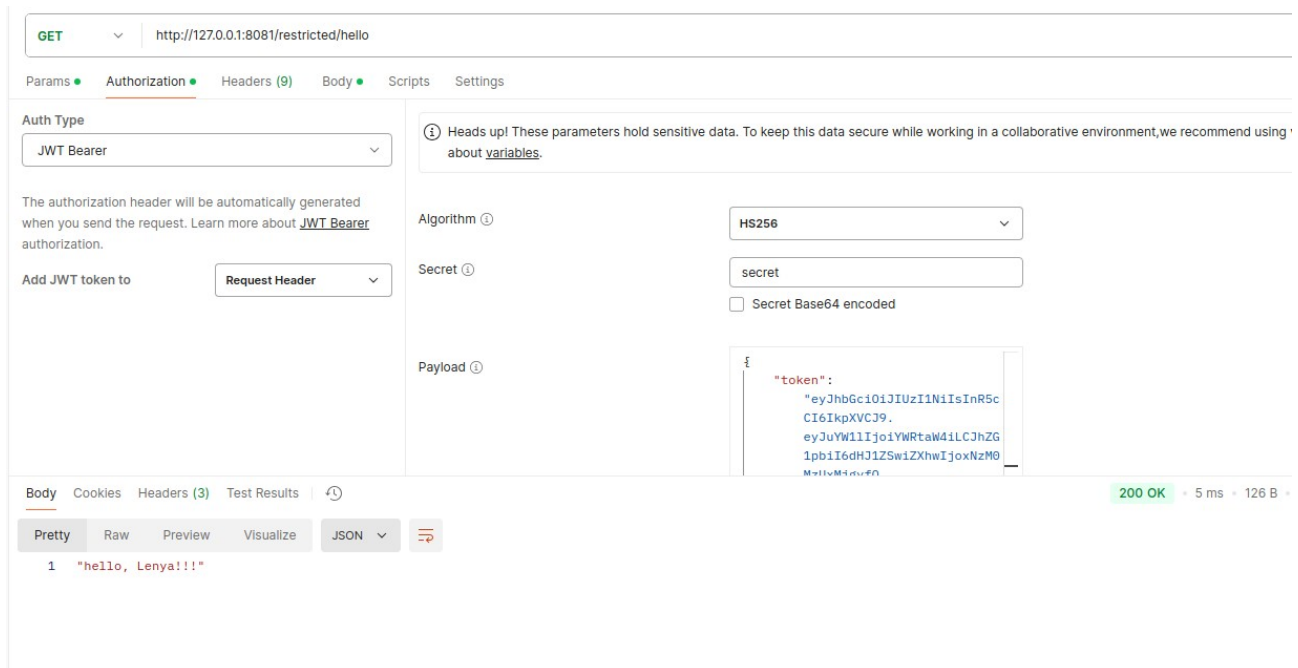 GET http://127.0.0.1:8081/restricted/hello
Params Authorization Headers (9) Body Scripts Settings
Auth Type
JWT Bearer
The authorization header will be automatically generated
when you send the request. Learn more about JWT Bearer
authorization.
Add JWT token to Request Header
Heads up! These parameters hold sensitive data. To keep this data secure while working in a collaborative environment,we recommend using
about variables.
Algorithm HS256
Secret secret
Secret Base64 encoded
Payload
{
"token":
"eyJhbGciOiJIUzI1NiIsInR5c
CI6IkpXVCJ9.
eyJuYW1lIjoiYWRtaW4iLCJhZG
1pbiI6dHJ1ZSwiZXhwIjoxNzM0
Body Cookies Headers (3) Test Results 200 OK 5 ms 126 B
Pretty Raw Preview Visualize JSON
1 "hello, Lenya!!!"